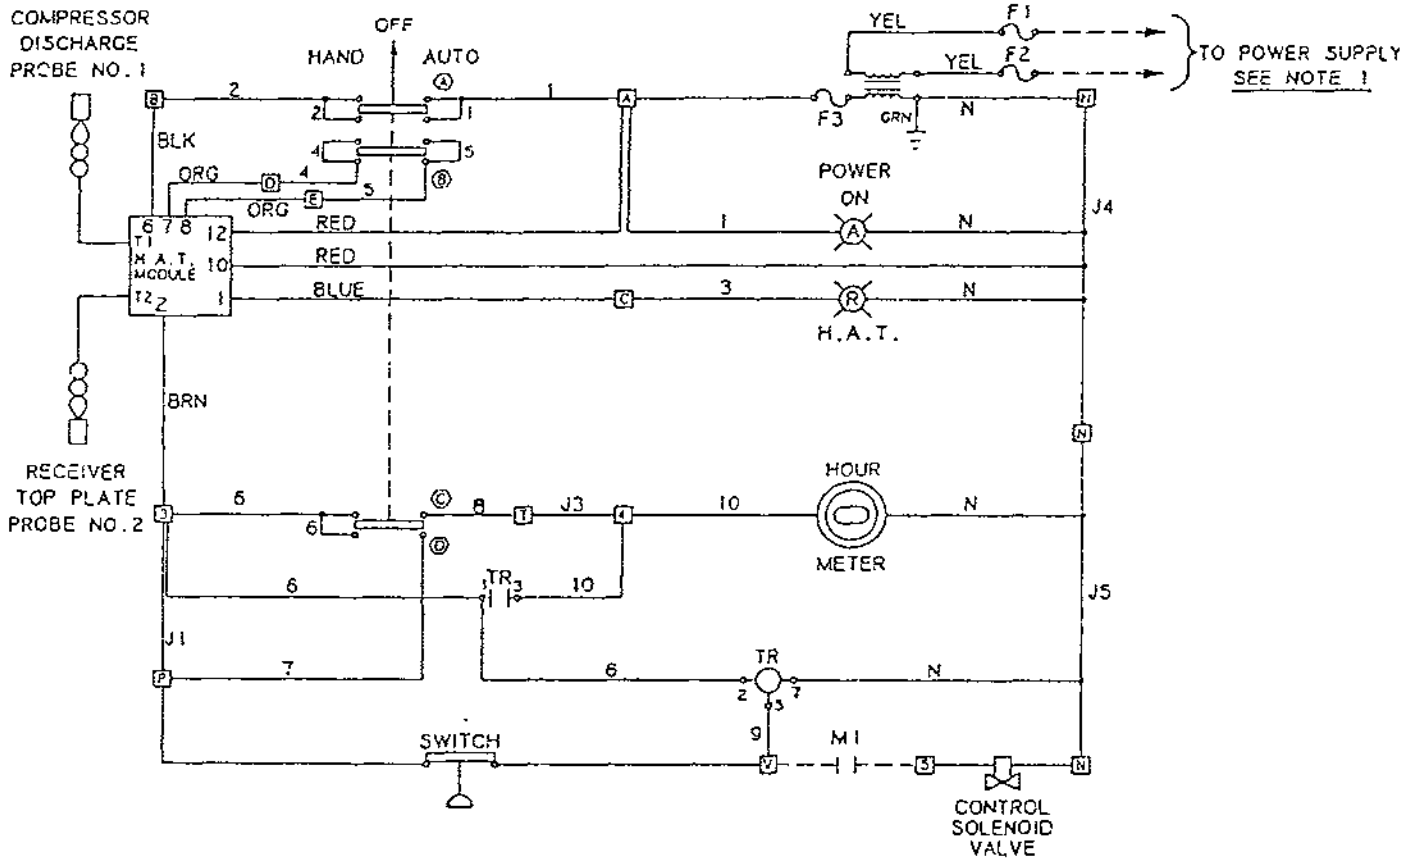 COMPRESSOR
DISCHARGE
PROBE NO. 1
OFF
HAND
AUTO
YEL
F1
YEL
F2
TO POWER SUPPLY
SEE NOTE 1
B
2
2
A
1
1
A
F3
GRN
N
N
BLK
4
5
B
ORG
D
4
ORG
E
5
POWER
ON
J4
6 7 8 12
RED
1
A
N
T1
H.A.T.
MODULE
10
RED
T2
2
1
BLUE
C
3
R
N
H.A.T.
BRN
N
RECEIVER
TOP PLATE
PROBE NO. 2
HOUR
METER
3
6
6
C
8
T
J3
4
10
N
D
6
1
TR
3
10
J5
J1
P
7
6
TR
2
7
N
3
9
SWITCH
V
M1
S
N
CONTROL
SOLENOID
VALVE